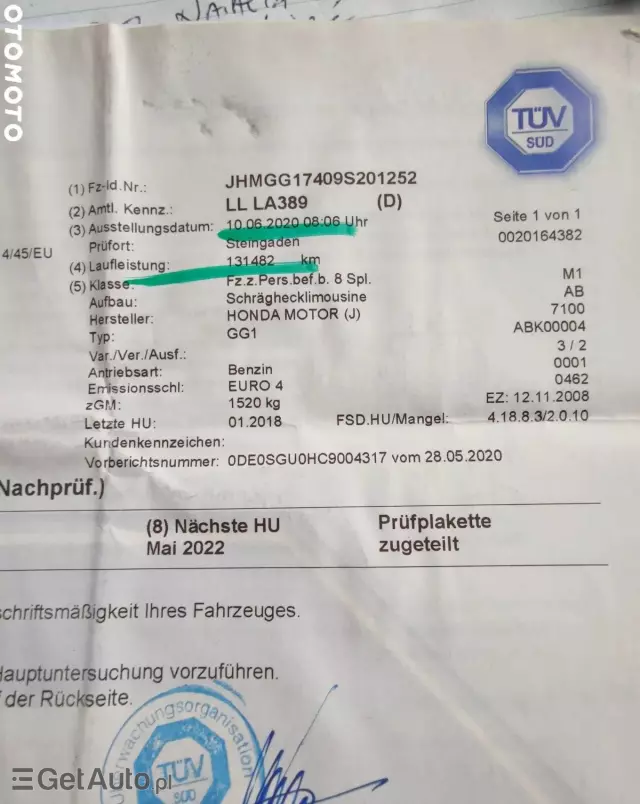 OTOMOTO
TÜV
SÜD
(1) Fz-Id.Nr.: JHMGG17409S201252
(2) Amtl. Kennz.: LL LA389 (D)
(3) Ausstellungsdatum: 10.06.2020 08:06 Uhr Seite 1 von 1
Prüfort: Steingaden 0020164382
4/45/EU
(4) Laufleistung: 131482 km
(5) Klasse: Fz.z.Pers.bef.b. 8 Spl. M1
Aufbau: Schräghecklimousine AB
Hersteller: HONDA MOTOR (J) 7100
Typ: GG1 ABK00004
Var./Ver./Ausf.: 3 / 2
Antriebsart: Benzin 0001
Emissionsschl: EURO 4 0462
zGM: 1520 kg EZ: 12.11.2008
Letzte HU: 01.2018 FSD.HU/Mangel: 4.18.8.3/2.0.10
Kundenkennzeichen:
Vorberichtsnummer: 0DE0SGU0HC9004317 vom 28.05.2020
Nachprüf.)
(8) Nächste HU Prüfplakette
Mai 2022 zugeteilt
schriftsmäßigkeit Ihres Fahrzeuges.
Hauptuntersuchung vorzuführen.
f der Rückseite.
erwachungsorganisation
TÜV
SÜD
GetAuto.pl